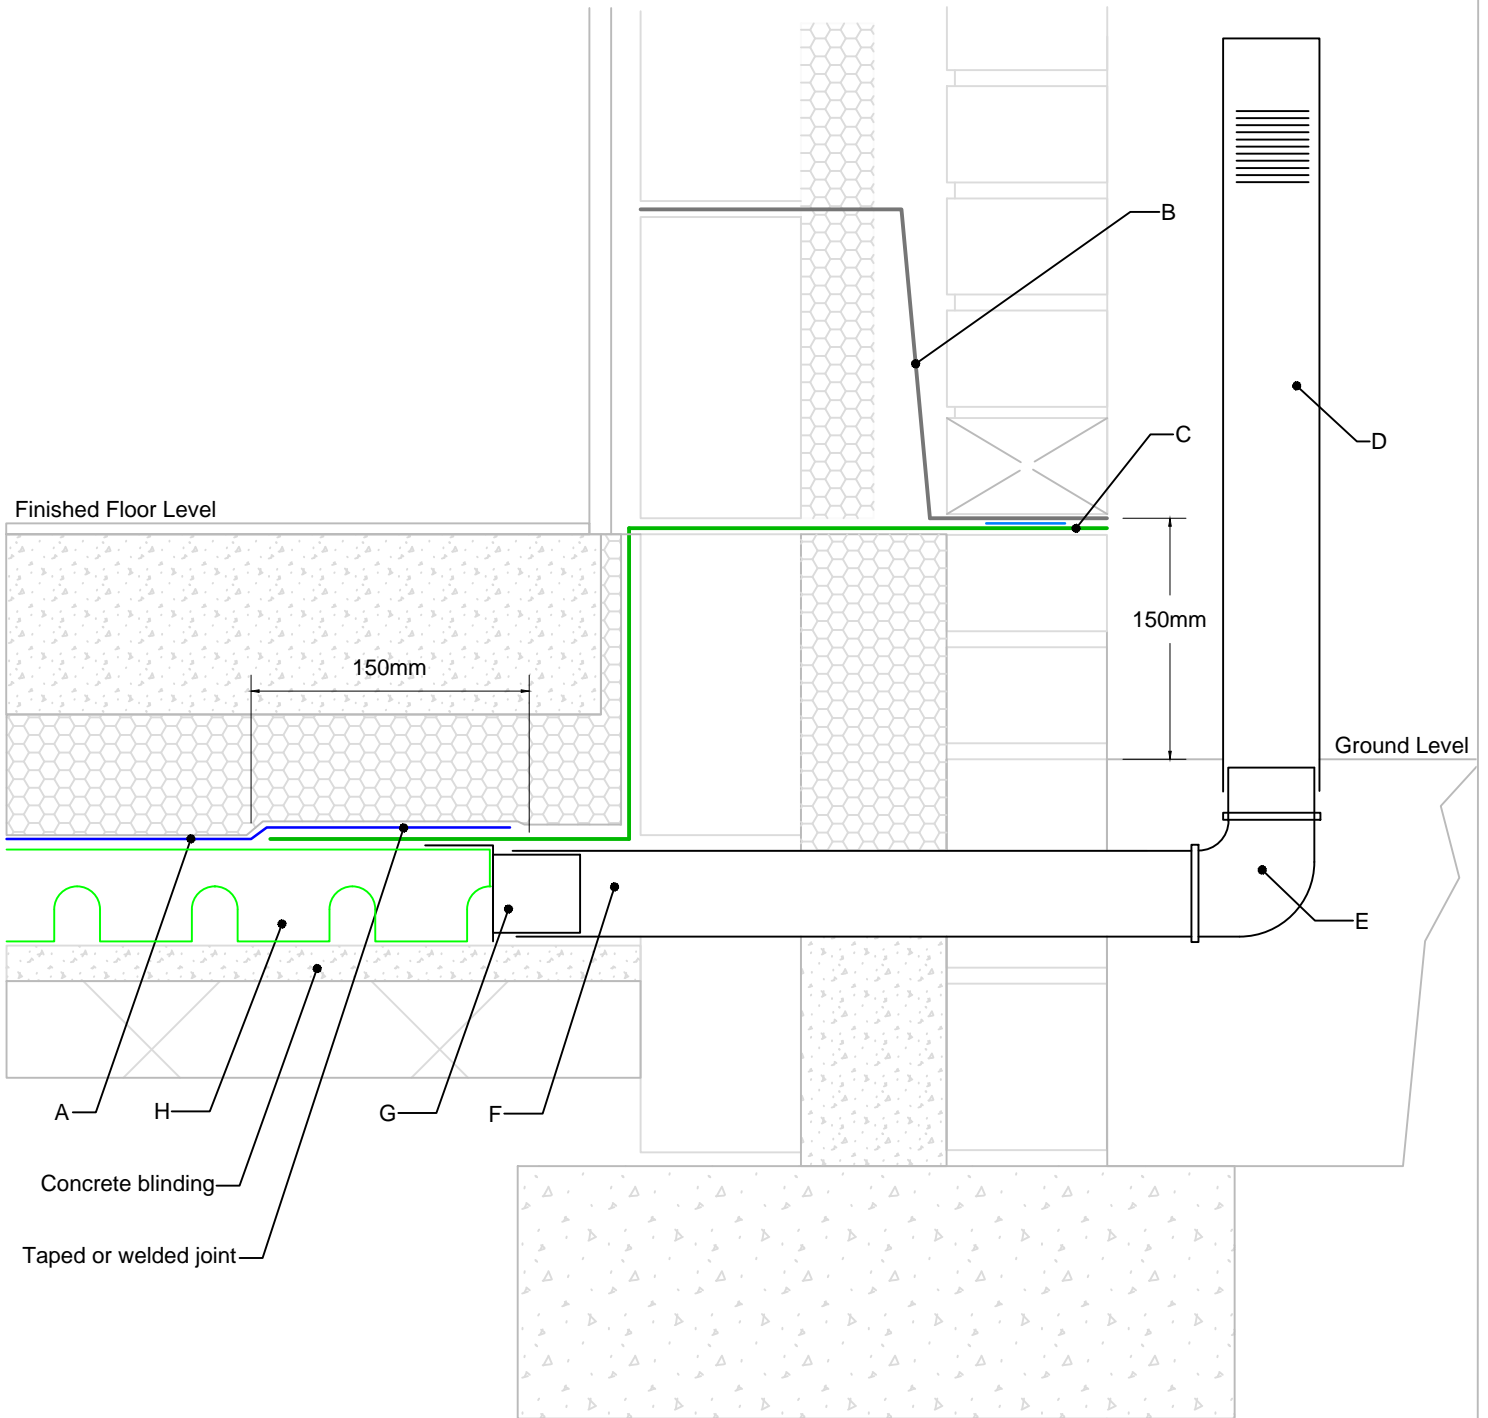 B
C
D
Finished Floor Level
150mm
150mm
Ground Level
E
A
H
G
F
Concrete blinding
Taped or welded joint